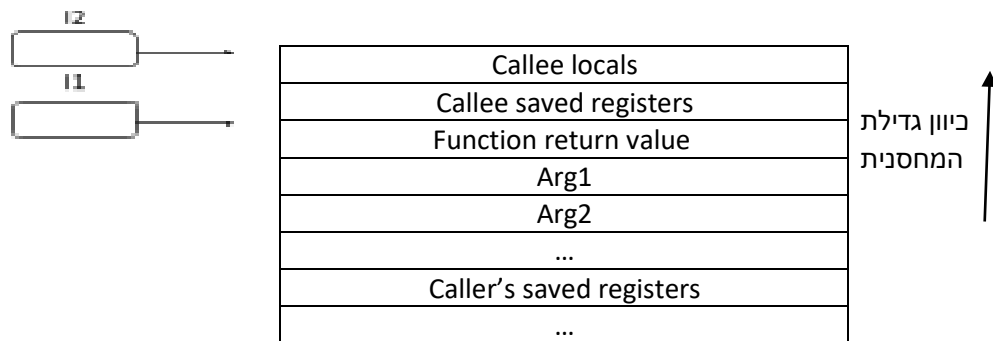 I2
I1
Callee locals
Callee saved registers
Function return value
Arg1
Arg2
...
Caller's saved registers
...
כיוון גדילת
המחסנית